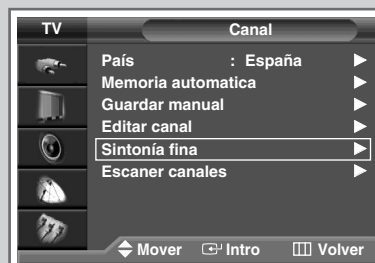 TV Canal
País : España
Memoria automatica
Guardar manual
Editar canal
Sintonía fina
Escaner canales
Mover Intro Volver